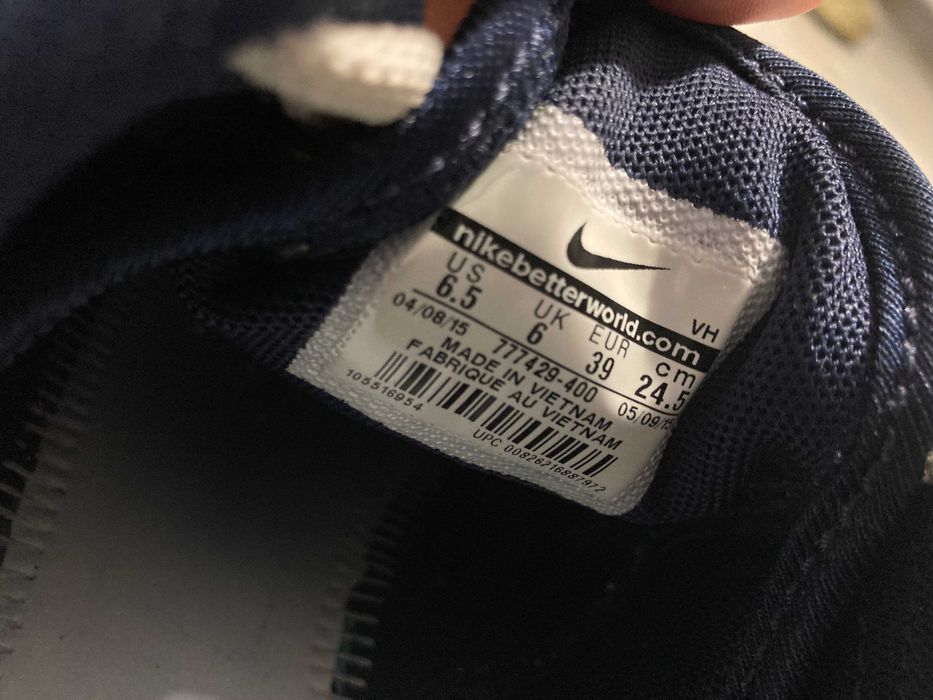 nikebetterworld.com
VH
US UK EUR cm
6.5 6 39 24.5
04/08/15 777429-400 05/09/15
MADE IN VIETNAM
FABRIQUE AU VIETNAM
105516954
UPC 00826216887972